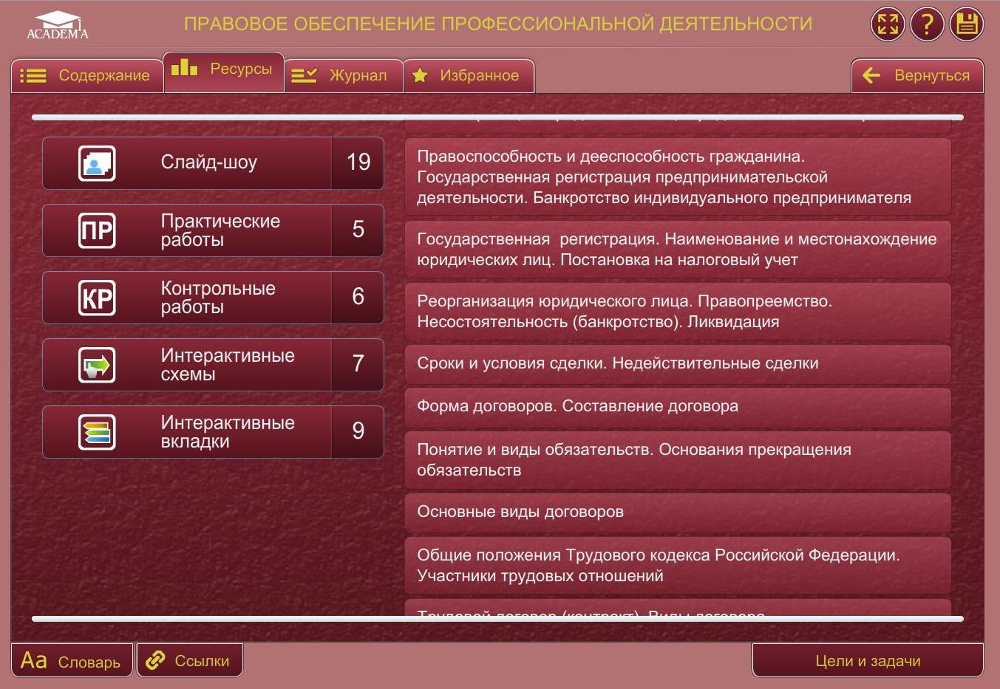 ACADEMiA
ПРАВОВОЕ ОБЕСПЕЧЕНИЕ ПРОФЕССИОНАЛЬНОЙ ДЕЯТЕЛЬНОСТИ
?
Содержание
Ресурсы
Журнал
Избранное
Вернуться
Слайд-шоу
19
ПР
Практические
работы
5
КР
Контрольные
работы
6
Интерактивные
схемы
7
Интерактивные
вкладки
9
Правоспособность и дееспособность гражданина.
Государственная регистрация предпринимательской
деятельности. Банкротство индивидуального предпринимателя
Государственная  регистрация. Наименование и местонахождение
юридических лиц. Постановка на налоговый учет
Реорганизация юридического лица. Правопреемство.
Несостоятельность (банкротство). Ликвидация
Сроки и условия сделки. Недействительные сделки
Форма договоров. Составление договора
Понятие и виды обязательств. Основания прекращения
обязательств
Основные виды договоров
Общие положения Трудового кодекса Российской Федерации.
Участники трудовых отношений
Трудовой договор (контракт). Виды договора
Aa Словарь
Ссылки
Цели и задачи